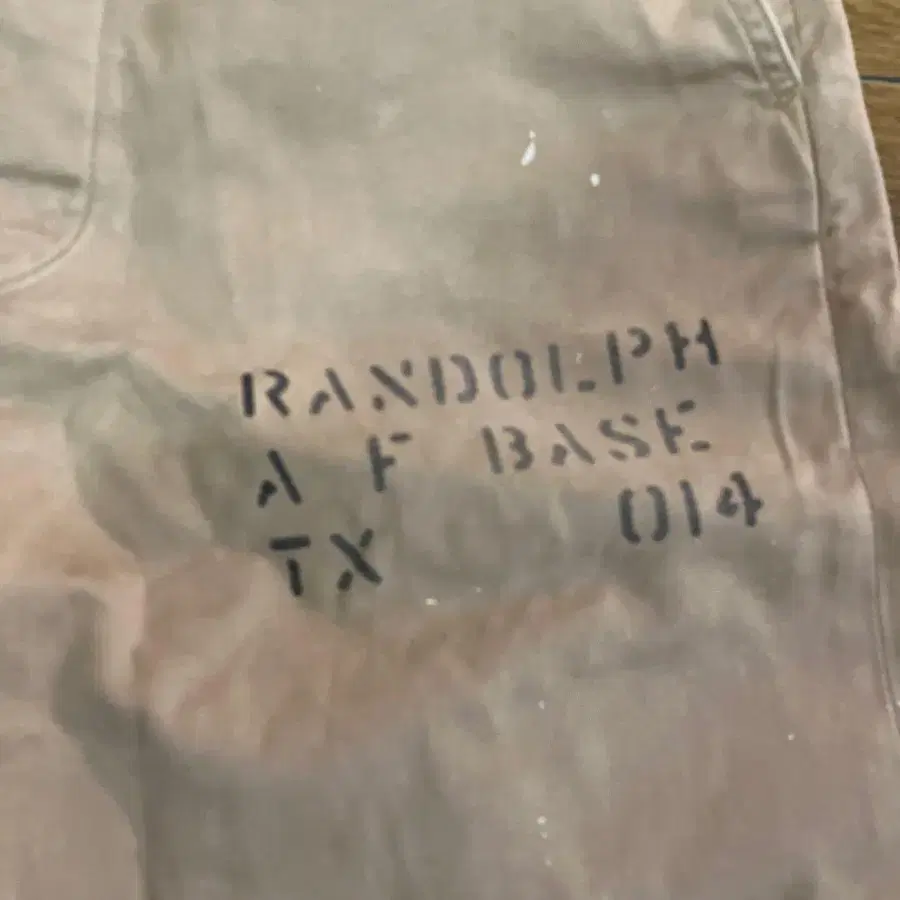 RANDOLPH
A F BASE
TX 014